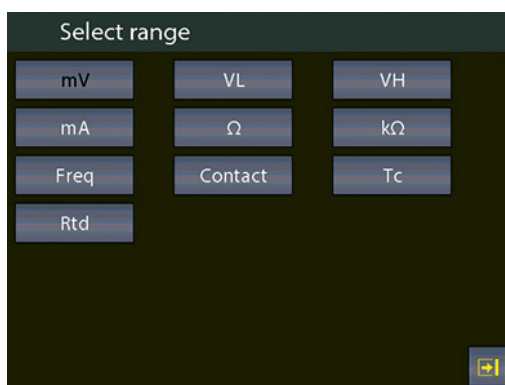 Select range
mV VL VH
mA Ω kΩ
Freq Contact Tc
Rtd